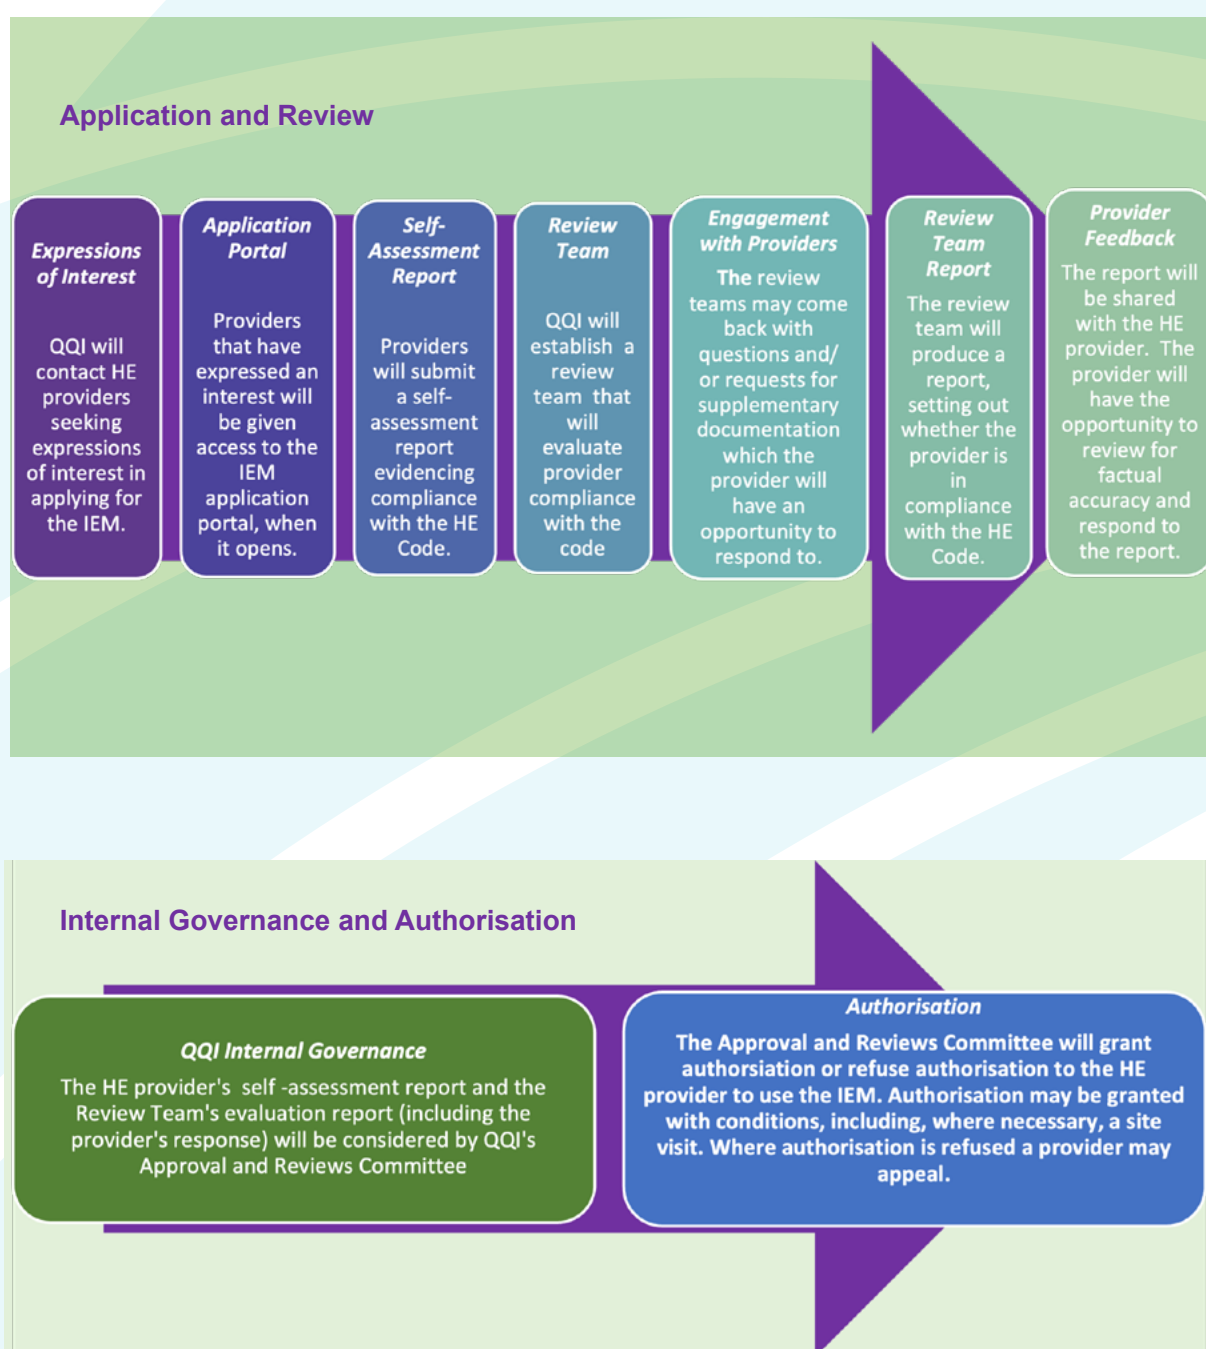 Application and Review
Expressions
of Interest
QQI will
contact HE
providers
seeking
expressions
of interest in
applying for
the IEM.
Application
Portal
Providers
that have
expressed an
interest will
be given
access to the
IEM
application
portal, when
it opens.
Self-
Assessment
Report
Providers
will submit
a self-
assessment
report
evidencing
compliance
with the HE
Code.
Review
Team
QQI will
establish a
review
team that
will
evaluate
provider
compliance
with the
code
Engagement
with Providers
The review
teams may come
back with
questions and/
or requests for
supplementary
documentation
which the
provider will
have an
opportunity to
respond to.
Review
Team
Report
The review
team will
produce a
report,
setting out
whether the
provider is
in
compliance
with the HE
Code.
Provider
Feedback
The report will
be shared
with the HE
provider. The
provider will
have the
opportunity to
review for
factual
accuracy and
respond to
the report.
Internal Governance and Authorisation
QQI Internal Governance
The HE provider's self -assessment report and the
Review Team's evaluation report (including the
provider's response) will be considered by QQI's
Approval and Reviews Committee
Authorisation
The Approval and Reviews Committee will grant
authorsiation or refuse authorisation to the HE
provider to use the IEM. Authorisation may be granted
with conditions, including, where necessary, a site
visit. Where authorisation is refused a provider may
appeal.